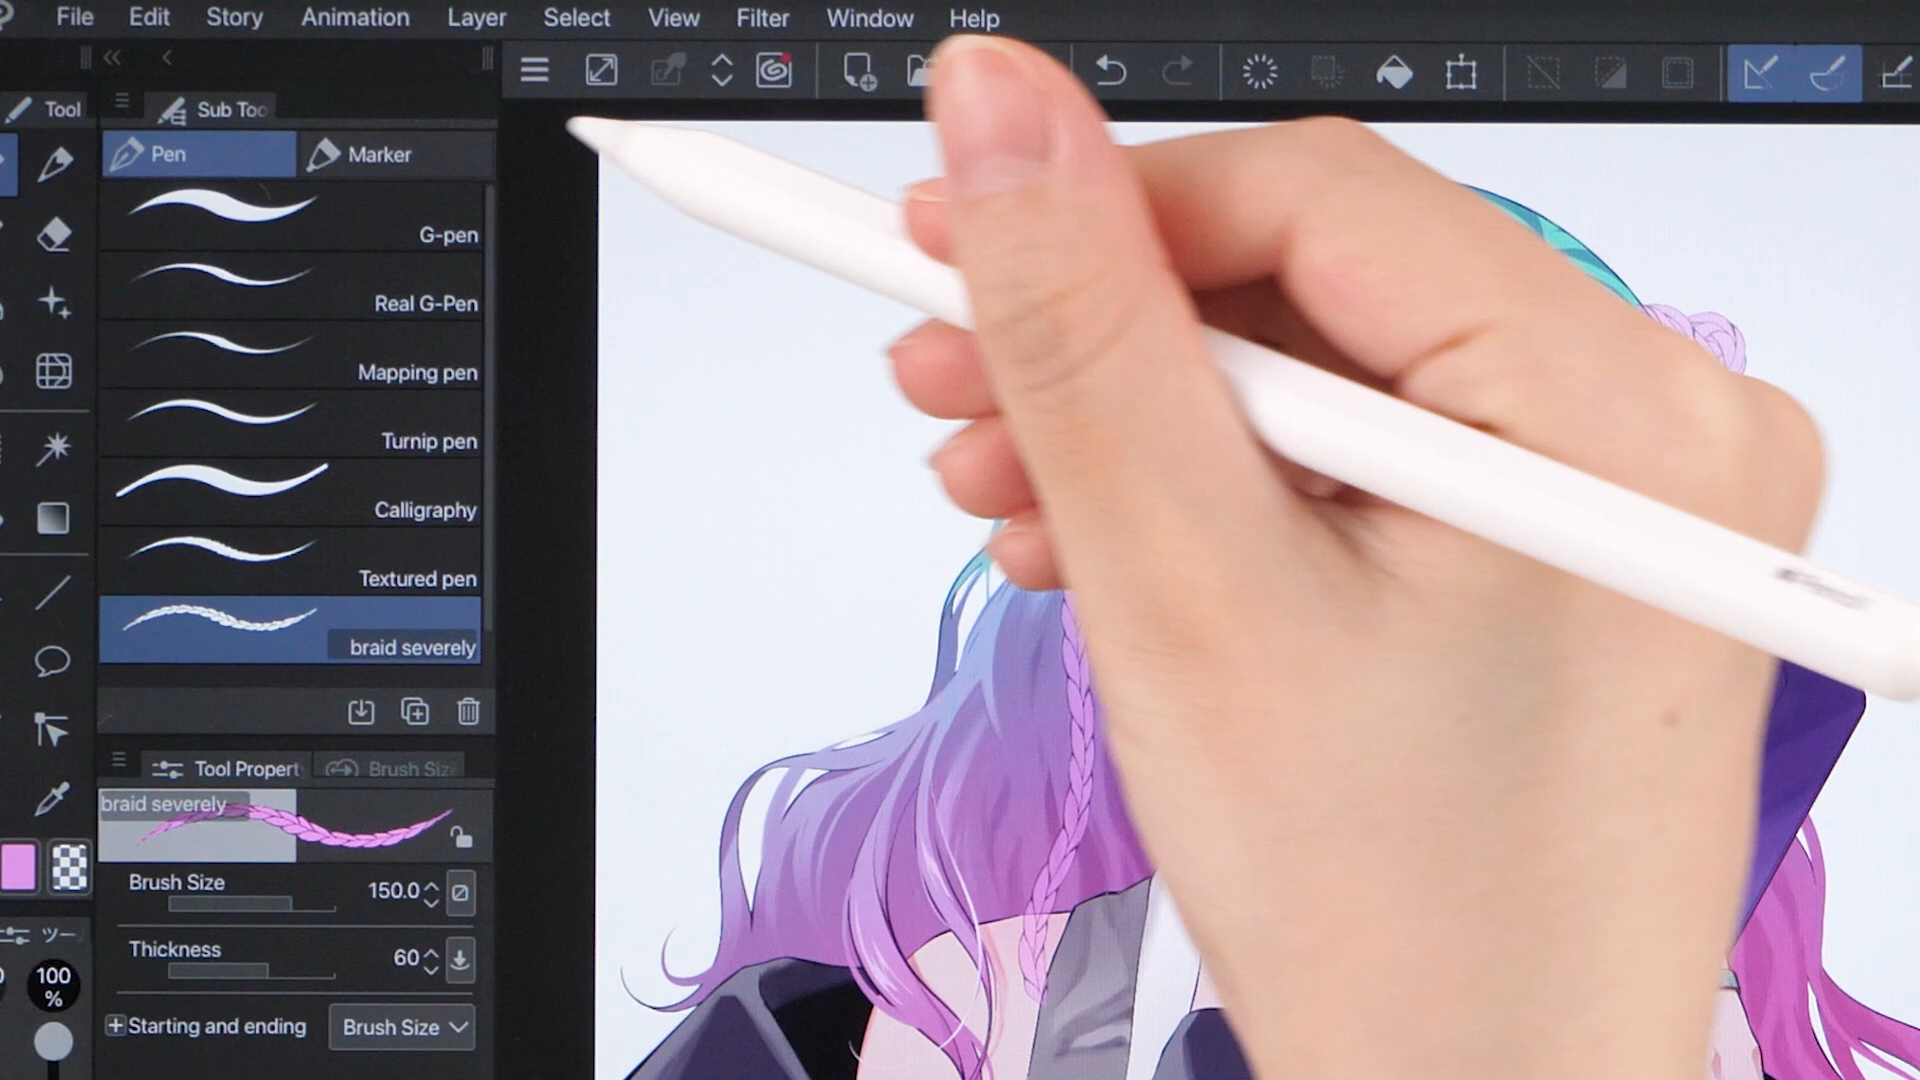 File Edit Story Animation Layer Select View Filter Window Help
Tool
Sub Too
Pen
Marker
G-pen
Real G-Pen
Mapping pen
Turnip pen
Calligraphy
Textured pen
braid severely
Tool Propert
Brush Siz
braid severely
Brush Size 150.0
Thickness 60
Starting and ending Brush Size
ツー
100
%